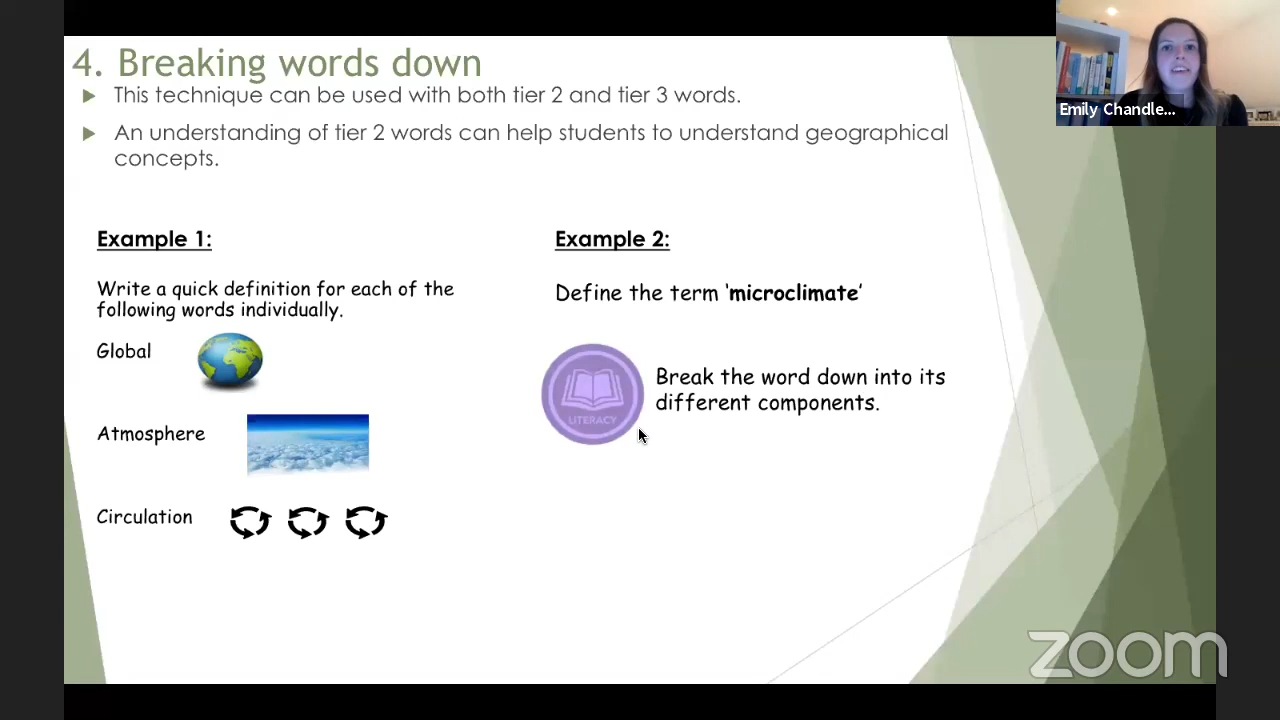 4. Breaking words down
This technique can be used with both tier 2 and tier 3 words.
An understanding of tier 2 words can help students to understand geographical
concepts.
Example 1:
Write a quick definition for each of the
following words individually.
Global
Atmosphere
Circulation
Example 2:
Define the term ‘microclimate’
LITERACY
Break the word down into its
different components.
Emily Chandle...
zoom